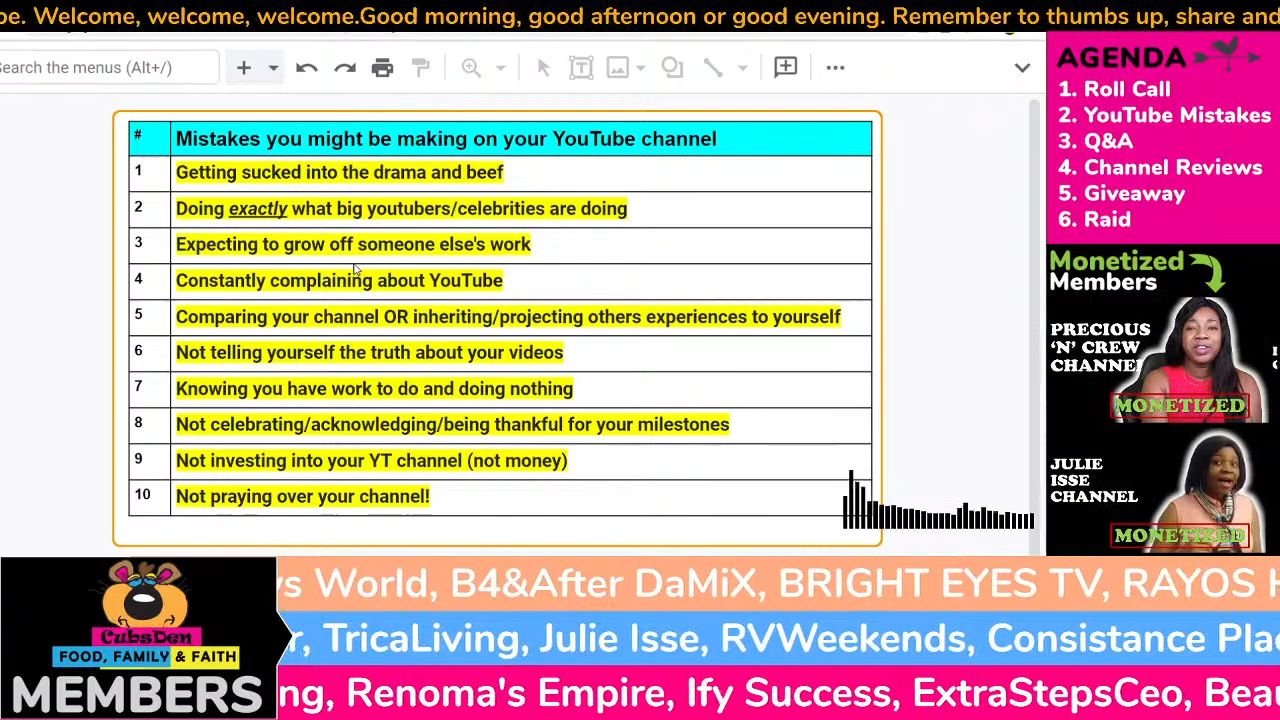 pe. Welcome, welcome, welcome.Good morning, good afternoon or good evening. Remember to thumbs up, share and
Search the menus (Alt+/)
# Mistakes you might be making on your YouTube channel
1 Getting sucked into the drama and beef
2 Doing exactly what big youtubers/celebrities are doing
3 Expecting to grow off someone else's work
4 Constantly complaining about YouTube
5 Comparing your channel OR inheriting/projecting others experiences to yourself
6 Not telling yourself the truth about your videos
7 Knowing you have work to do and doing nothing
8 Not celebrating/acknowledging/being thankful for your milestones
9 Not investing into your YT channel (not money)
10 Not praying over your channel!
AGENDA
1. Roll Call
2. YouTube Mistakes
3. Q&A
4. Channel Reviews
5. Giveaway
6. Raid
Monetized
Members
PRECIOUS
‘N’ CREW
CHANNEL
MONETIZED
JULIE
ISSE
CHANNEL
MONETIZED
CubsDen
FOOD, FAMILY & FAITH
MEMBERS
ys World, B4&After DaMiX, BRIGHT EYES TV, RAYOS H
r, TricaLiving, Julie Isse, RVWeekends, Consistance Pla
ng, Renoma's Empire, Ify Success, ExtraStepsCeo, Bea